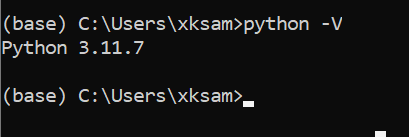 (base) C:\Users\xksam>python -V
Python 3.11.7
(base) C:\Users\xksam>